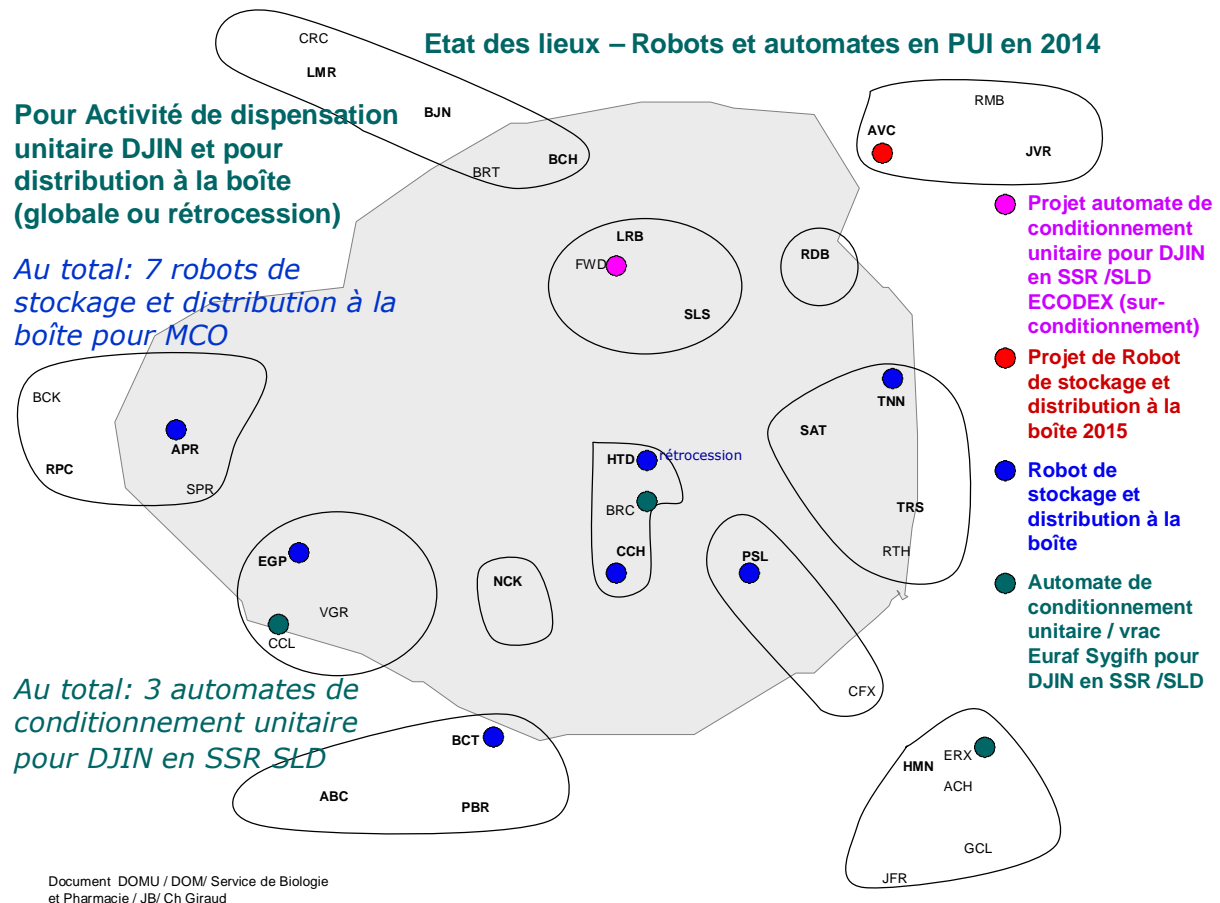 Etat des lieux – Robots et automates en PUI en 2014
Pour Activité de dispensation
unitaire DJIN et pour
distribution à la boîte
(globale ou rétrocession)
Au total: 7 robots de
stockage et distribution à la
boîte pour MCO
CRC
LMR
BJN
BRT
BCH
RMB
AVC
JVR
LRB
FWD
SLS
RDB
BCK
RPC
APR
SPR
TNN
SAT
TRS
RTH
HTD
rétrocession
BRC
CCH
PSL
CFX
EGP
VGR
CCL
NCK
BCT
ABC
PBR
HMN
ERX
ACH
GCL
JFR
Projet automate de
conditionnement
unitaire pour DJIN
en SSR /SLD
ECODEX (sur-
conditionnement)
Projet de Robot
de stockage et
distribution à la
boîte 2015
Robot de
stockage et
distribution à la
boîte
Automate de
conditionnement
unitaire / vrac
Euraf Sygifh pour
DJIN en SSR /SLD
Au total: 3 automates de
conditionnement unitaire
pour DJIN en SSR SLD
Document DOMU / DOM/ Service de Biologie
et Pharmacie / JB/ Ch Giraud